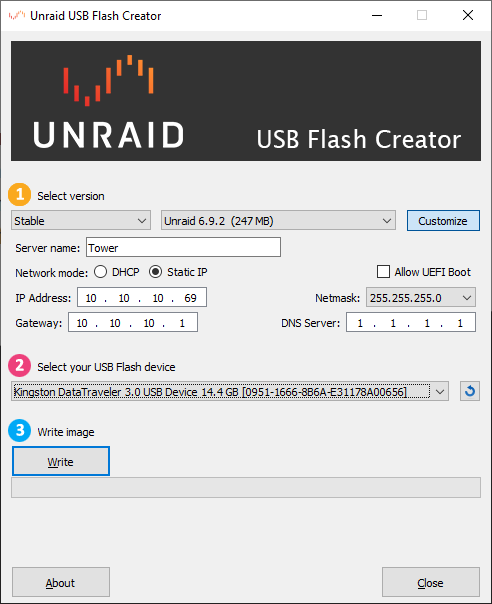 Unraid USB Flash Creator
UNRAID
USB Flash Creator
1 Select version
Stable Unraid 6.9.2 (247 MB) Customize
Server name: Tower
Network mode: DHCP Static IP Allow UEFI Boot
IP Address: 10 . 10 . 10 . 69 Netmask: 255.255.255.0
Gateway: 10 . 10 . 10 . 1 DNS Server: 1 . 1 . 1 . 1
2 Select your USB Flash device
Kingston DataTraveler 3.0 USB Device 14.4 GB [0951-1666-8B6A-E31178A00656]
3 Write image
Write
About Close